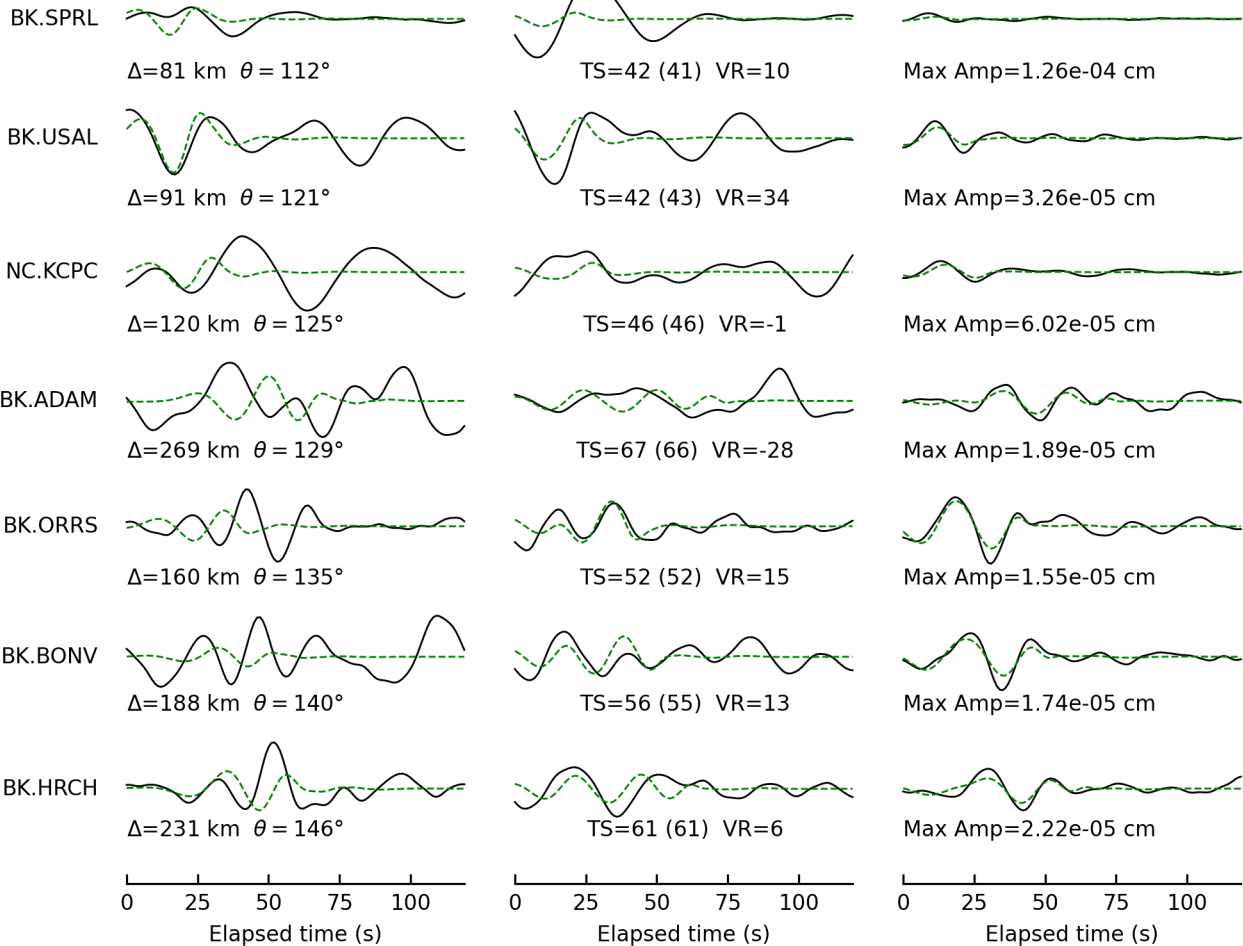 BK.SPRL
Δ=81 km θ = 112° TS=42 (41) VR=10 Max Amp=1.26e-04 cm
BK.USAL
Δ=91 km θ = 121° TS=42 (43) VR=34 Max Amp=3.26e-05 cm
NC.KCPC
Δ=120 km θ = 125° TS=46 (46) VR=-1 Max Amp=6.02e-05 cm
BK.ADAM
Δ=269 km θ = 129° TS=67 (66) VR=-28 Max Amp=1.89e-05 cm
BK.ORRS
Δ=160 km θ = 135° TS=52 (52) VR=15 Max Amp=1.55e-05 cm
BK.BONV
Δ=188 km θ = 140° TS=56 (55) VR=13 Max Amp=1.74e-05 cm
BK.HRCH
Δ=231 km θ = 146° TS=61 (61) VR=6 Max Amp=2.22e-05 cm
0 25 50 75 100 0 25 50 75 100 0 25 50 75 100
Elapsed time (s) Elapsed time (s) Elapsed time (s)